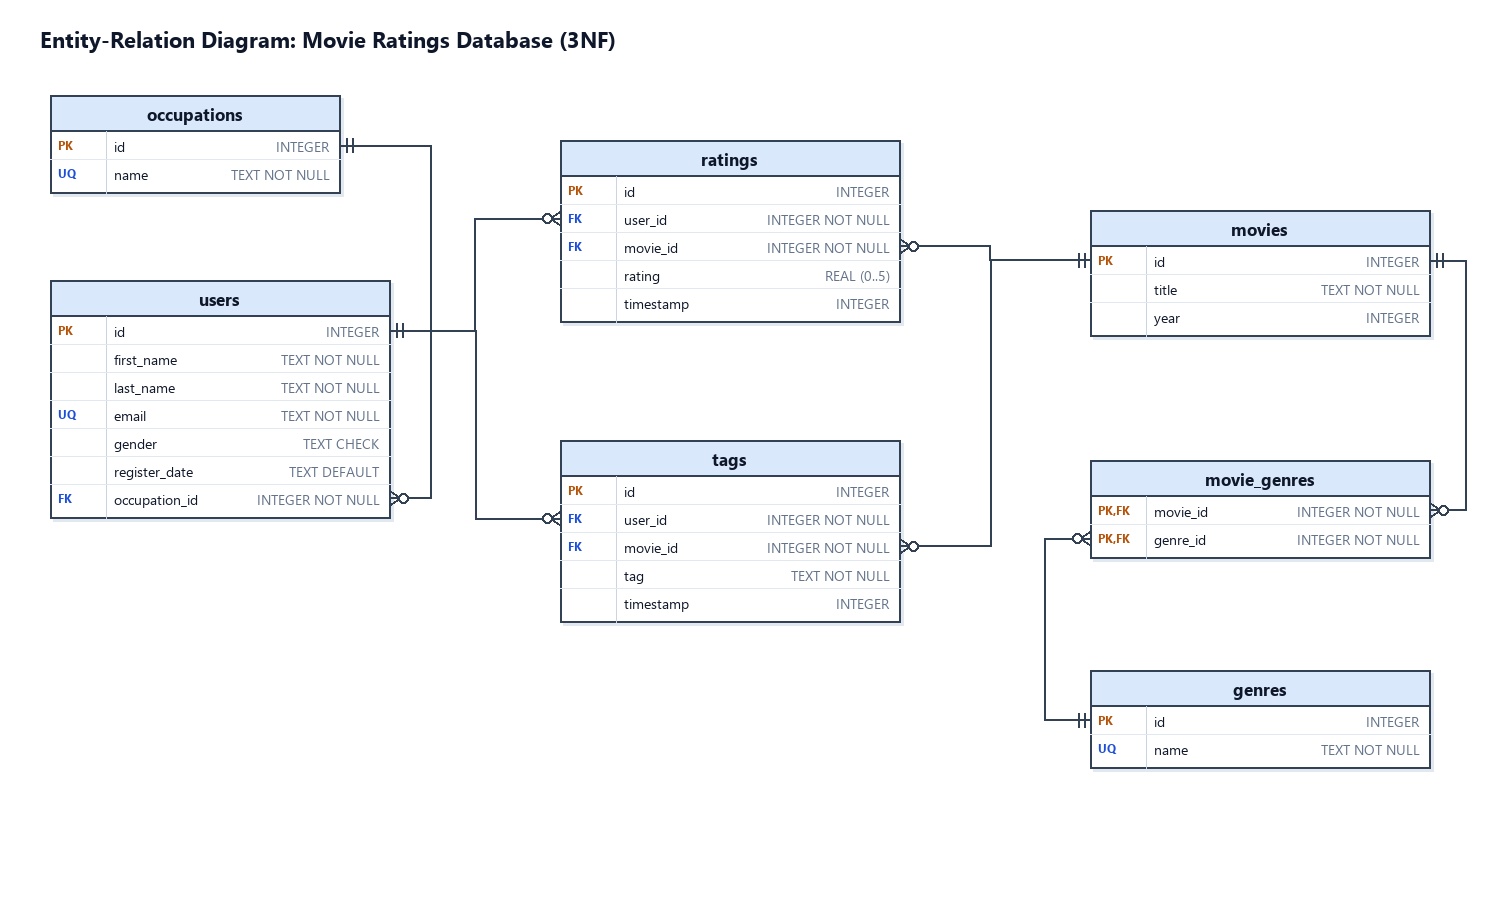 Entity-Relation Diagram: Movie Ratings Database (3NF)
occupations
PK id INTEGER
UQ name TEXT NOT NULL
users
PK id INTEGER
first_name TEXT NOT NULL
last_name TEXT NOT NULL
UQ email TEXT NOT NULL
gender TEXT CHECK
register_date TEXT DEFAULT
FK occupation_id INTEGER NOT NULL
ratings
PK id INTEGER
FK user_id INTEGER NOT NULL
FK movie_id INTEGER NOT NULL
rating REAL (0..5)
timestamp INTEGER
tags
PK id INTEGER
FK user_id INTEGER NOT NULL
FK movie_id INTEGER NOT NULL
tag TEXT NOT NULL
timestamp INTEGER
movies
PK id INTEGER
title TEXT NOT NULL
year INTEGER
movie_genres
PK,FK movie_id INTEGER NOT NULL
PK,FK genre_id INTEGER NOT NULL
genres
PK id INTEGER
UQ name TEXT NOT NULL